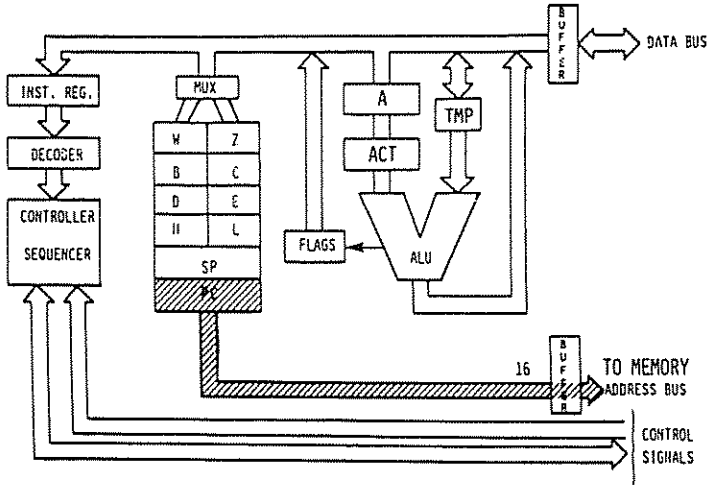 BUFFER
DATA BUS
INST. REG.
MUX
A
TMP
W Z
DECODER
ACT
B C
D E
CONTROLLER
SEQUENCER
H L
FLAGS
ALU
SP
PC
16
BUFFER
TO MEMORY
ADDRESS BUS
CONTROL
SIGNALS